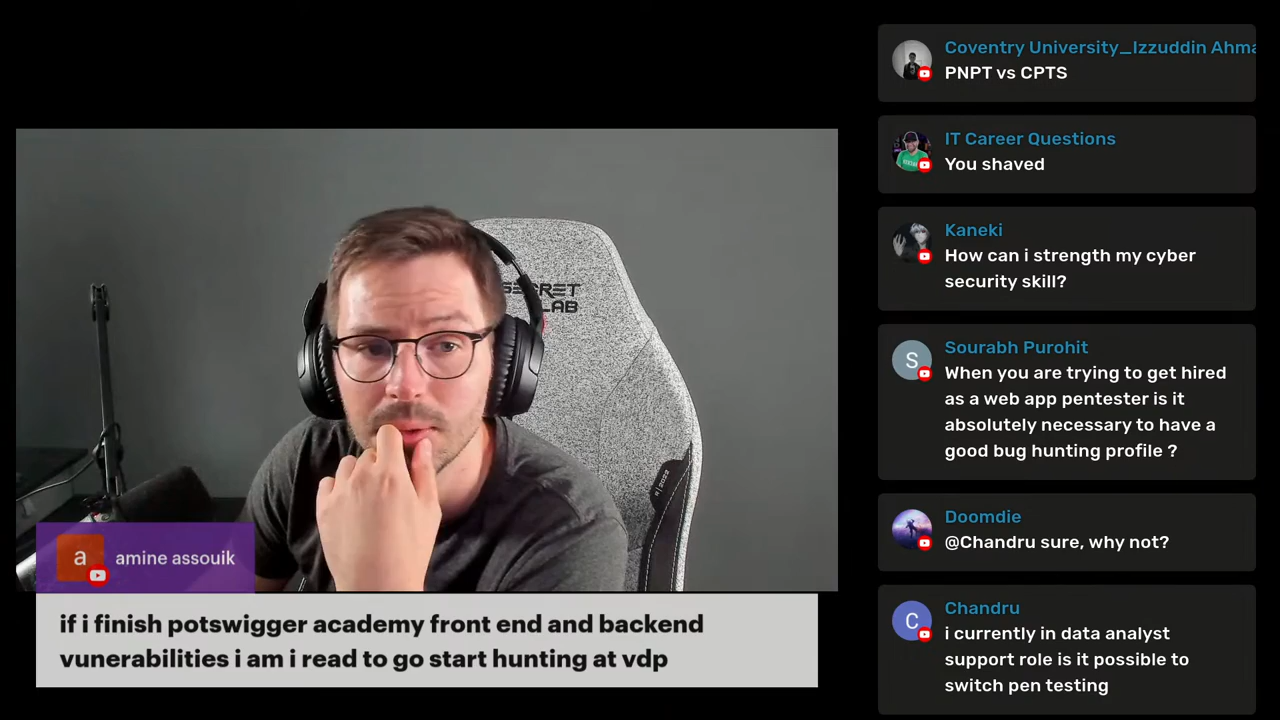 SECRET
LAB
a
amine assouik
if i finish potswigger academy front end and backend
vunerabilities i am i read to go start hunting at vdp
Coventry University_Izzuddin Ahma
PNPT vs CPTS
IT Career Questions
You shaved
Kaneki
How can i strength my cyber
security skill?
S
Sourabh Purohit
When you are trying to get hired
as a web app pentester is it
absolutely necessary to have a
good bug hunting profile ?
Doomdie
@Chandru sure, why not?
C
Chandru
i currently in data analyst
support role is it possible to
switch pen testing